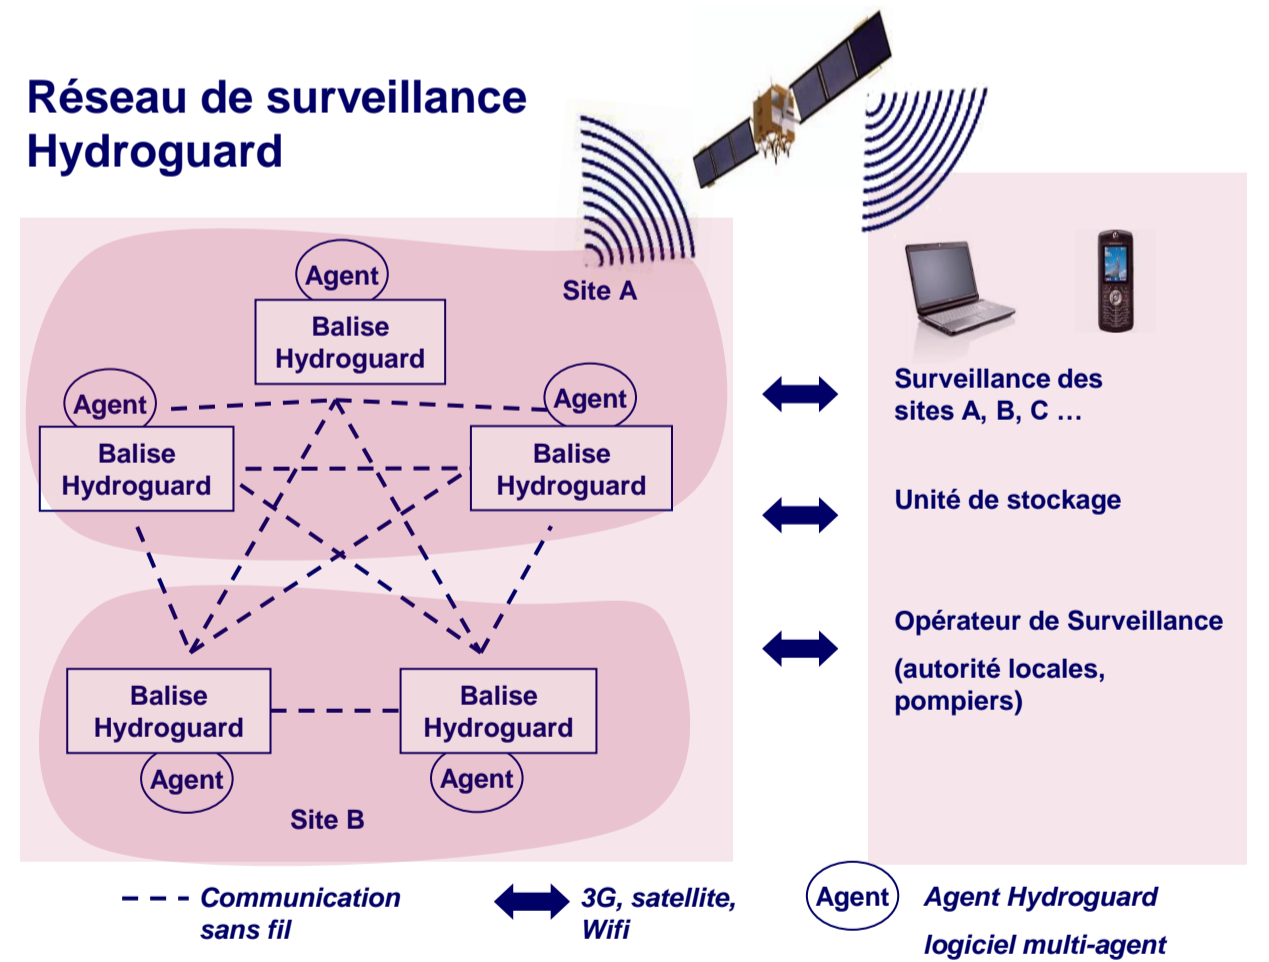 Réseau de surveillance
Hydroguard
Agent
Site A
Balise
Hydroguard
Agent
Balise
Hydroguard
Agent
Balise
Hydroguard
Balise
Hydroguard
Agent
Balise
Hydroguard
Agent
Site B
Surveillance des
sites A, B, C ...
Unité de stockage
Opérateur de Surveillance
(autorité locales,
pompiers)
Communication
sans fil
3G, satellite,
Wifi
Agent
Agent Hydroguard
logiciel multi-agent